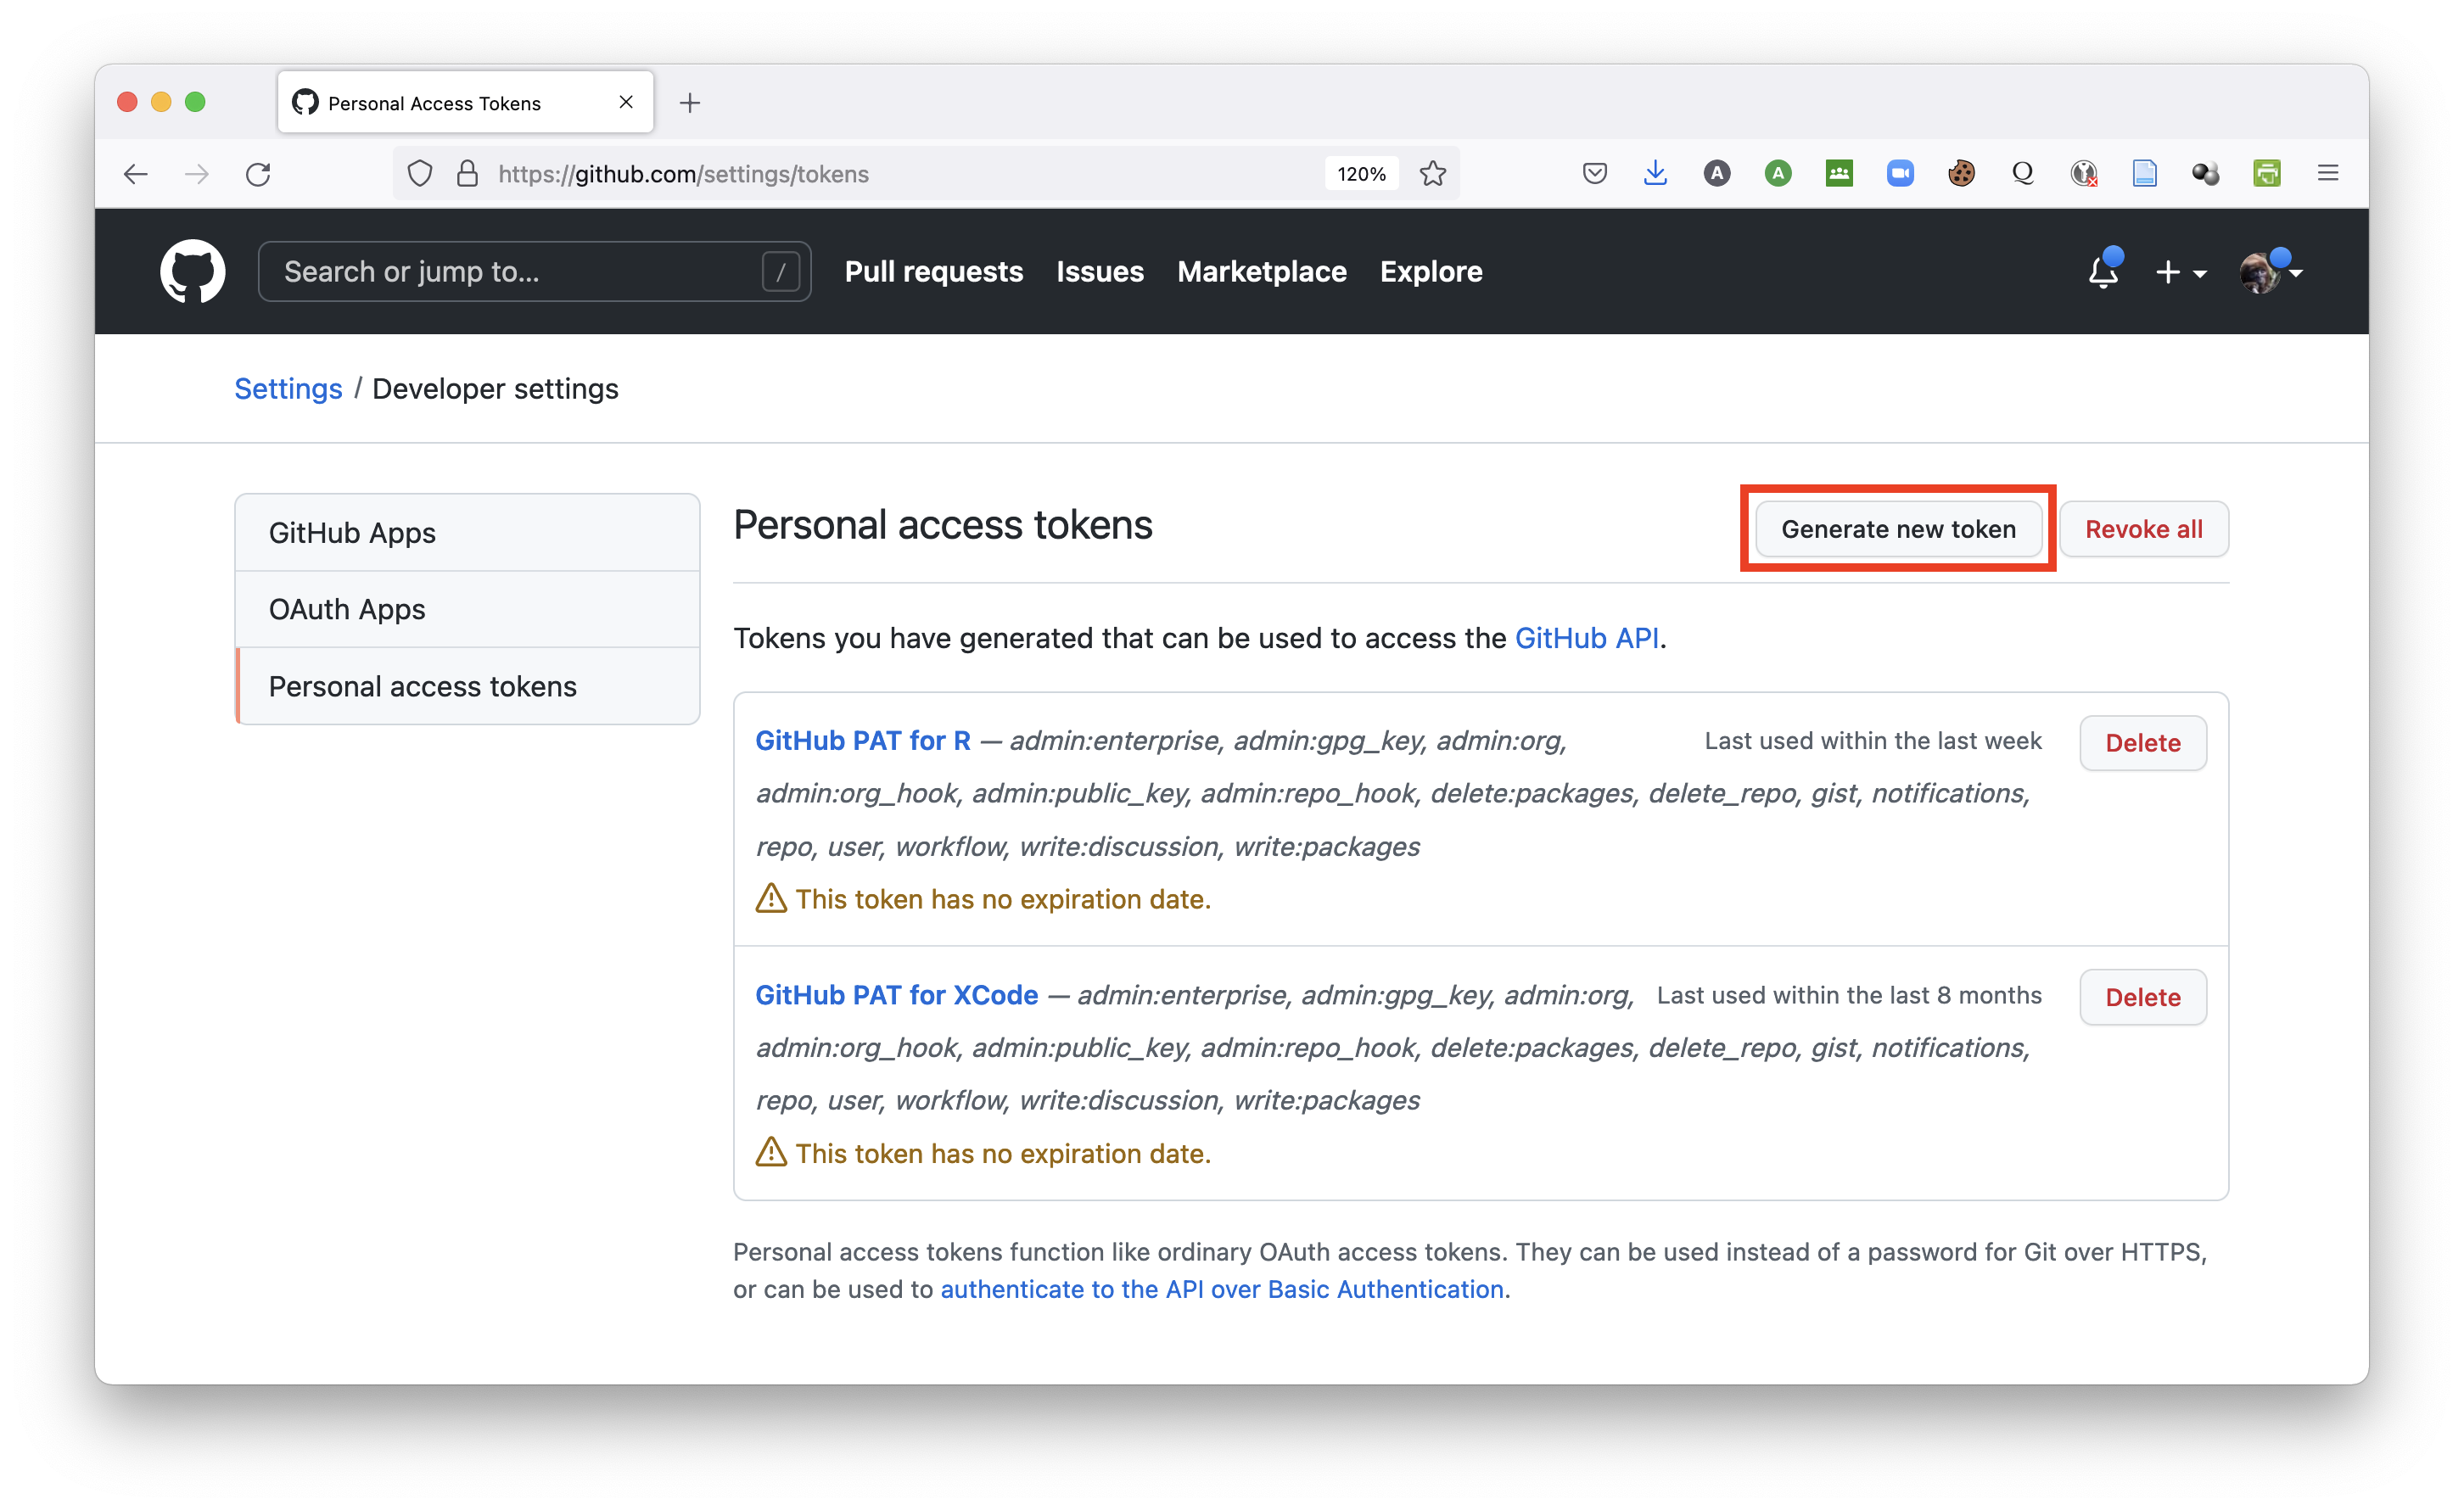 Personal Access Tokens
https://github.com/settings/tokens
120%
A
A
Q
Search or jump to...
/
Pull requests
Issues
Marketplace
Explore
Settings / Developer settings
GitHub Apps
OAuth Apps
Personal access tokens
Personal access tokens
Generate new token
Revoke all
Tokens you have generated that can be used to access the GitHub API.
GitHub PAT for R — admin:enterprise, admin:gpg_key, admin:org,
Last used within the last week
Delete
admin:org_hook, admin:public_key, admin:repo_hook, delete:packages, delete_repo, gist, notifications,
repo, user, workflow, write:discussion, write:packages
This token has no expiration date.
GitHub PAT for XCode — admin:enterprise, admin:gpg_key, admin:org,
Last used within the last 8 months
Delete
admin:org_hook, admin:public_key, admin:repo_hook, delete:packages, delete_repo, gist, notifications,
repo, user, workflow, write:discussion, write:packages
This token has no expiration date.
Personal access tokens function like ordinary OAuth access tokens. They can be used instead of a password for Git over HTTPS,
or can be used to authenticate to the API over Basic Authentication.